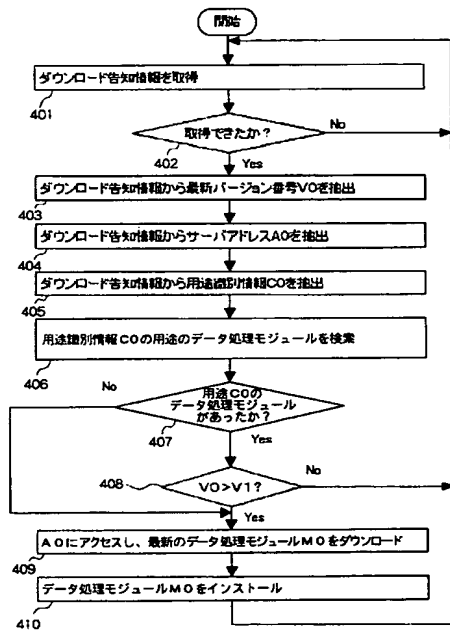 開始
ダウンロード告知情報を取得
401
取得できたか?
No
402
Yes
ダウンロード告知情報から最新バージョン番号V0を抽出
403
ダウンロード告知情報からサーバアドレスA0を抽出
404
ダウンロード告知情報から用途識別情報C0を抽出
405
用途識別情報C0の用途のデータ処理モジュールを検索
406
No
用途C0の
データ処理モジュール
があったか?
407
Yes
408
V0>V1?
No
Yes
A0にアクセスし、最新のデータ処理モジュールM0をダウンロード
409
データ処理モジュールM0をインストール
410